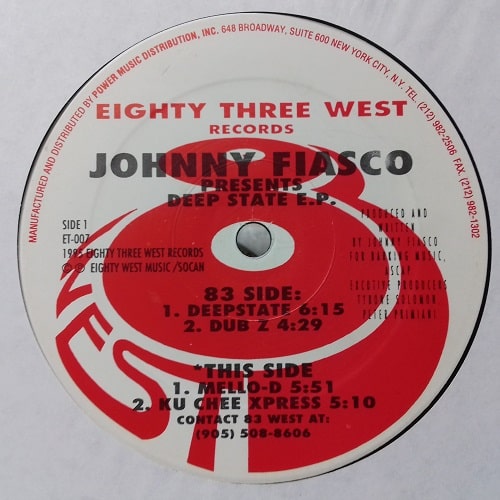 MANUFACTURED AND DISTRIBUTED BY POWER MUSIC DISTRIBUTION, INC. 648 BROADWAY, SUITE 600 NEW YORK CITY, N.Y. TEL. (212) 982-2506 FAX. (212) 982-1302
EIGHTY THREE WEST
RECORDS
JOHNNY FIASCO
PRESENTS
DEEP STATE E.P.
SIDE 1
ET-007
1995 EIGHTY THREE WEST RECORDS
℗ © EIGHTY WEST MUSIC /SOCAN
PRODUCED AND
WRITTEN
BY JOHNNY FIASCO
FOR BANKING MUSIC,
ASCAP
EXECTIVE PRODUCERS
TYRONE SOLOMON
PETER PRIMIANI
83 SIDE:
1. DEEPSTATE 6:15
2. DUB Z 4:29
*THIS SIDE
1. MELLO-D 5:51
2. KU CHEE XPRESS 5:10
CONTACT 83 WEST AT:
(905) 508-8606
WEST